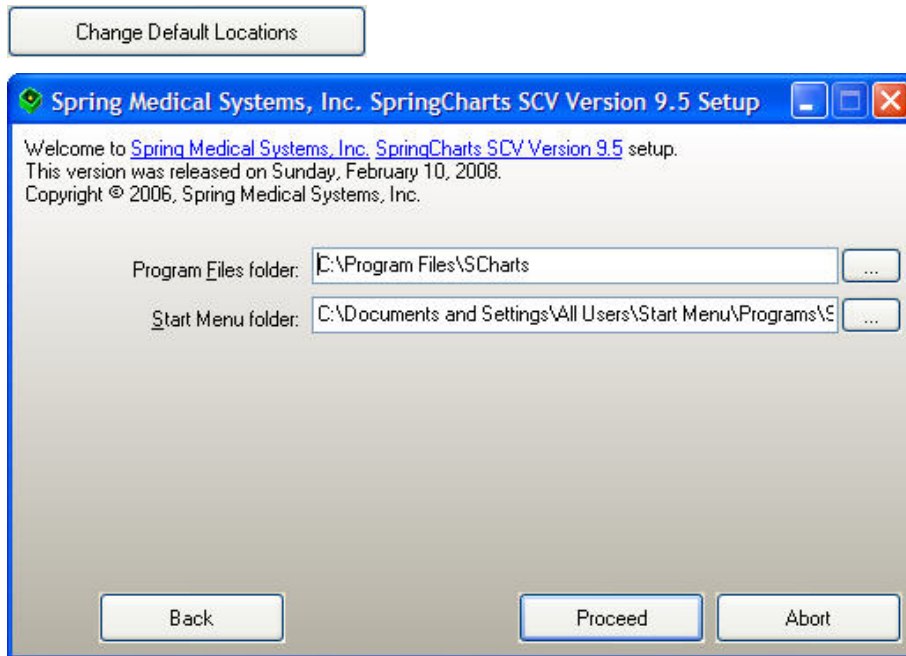 Change Default Locations
Spring Medical Systems, Inc. SpringCharts SCV Version 9.5 Setup
Welcome to Spring Medical Systems, Inc. SpringCharts SCV Version 9.5 setup.
This version was released on Sunday, February 10, 2008.
Copyright © 2006, Spring Medical Systems, Inc.
Program Files folder: C:\Program Files\SCharts ...
Start Menu folder: C:\Documents and Settings\All Users\Start Menu\Programs\S ...
Back Proceed Abort